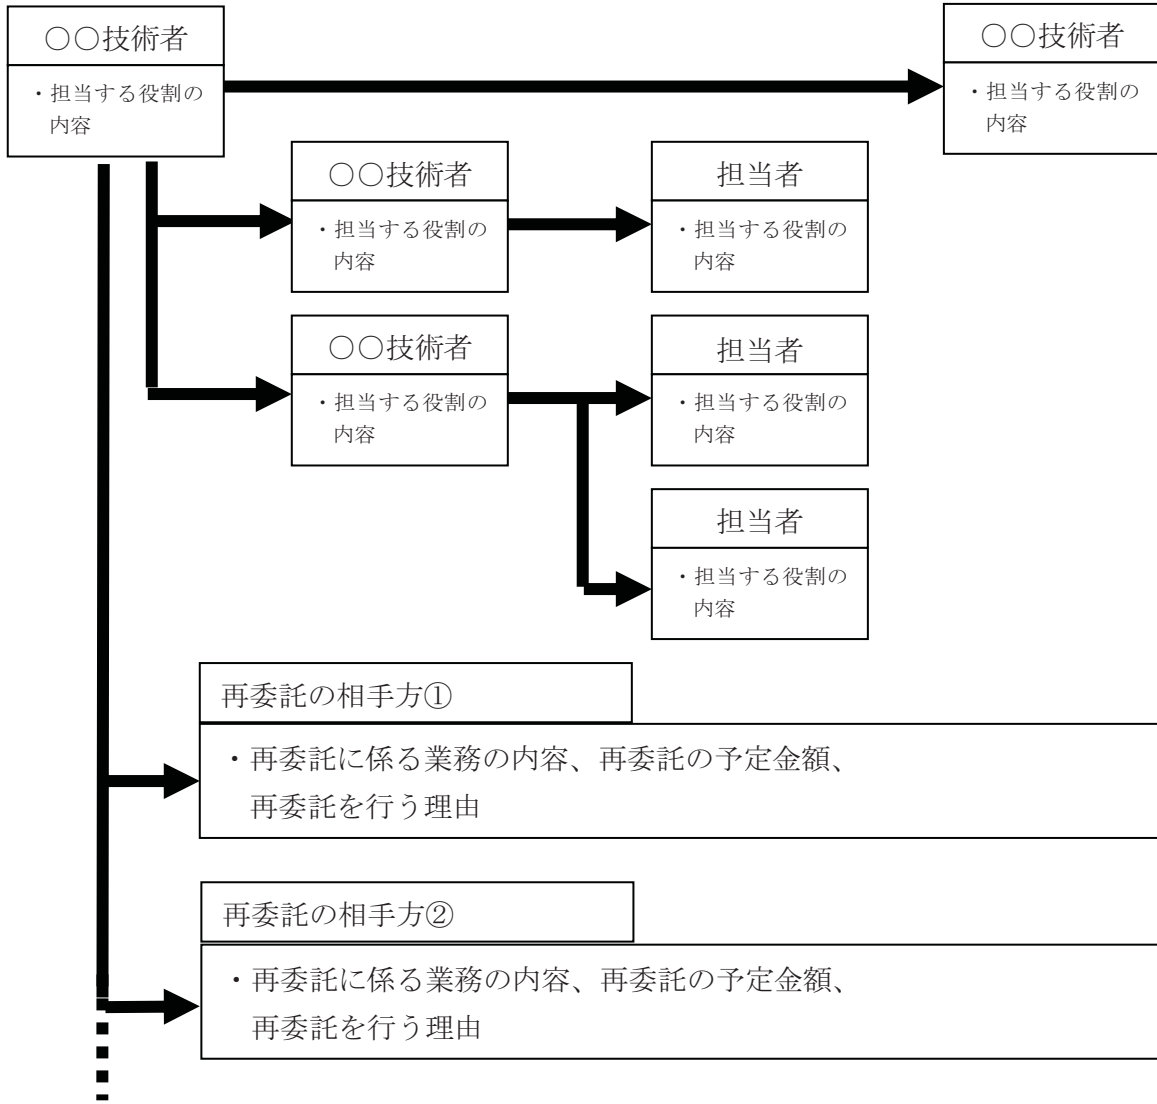 ○○技術者
・担当する役割の
内容
○○技術者
・担当する役割の
内容
○○技術者
・担当する役割の
内容
担当者
・担当する役割の
内容
○○技術者
・担当する役割の
内容
担当者
・担当する役割の
内容
担当者
・担当する役割の
内容
再委託の相手方①
・再委託に係る業務の内容、再委託の予定金額、
再委託を行う理由
再委託の相手方②
・再委託に係る業務の内容、再委託の予定金額、
再委託を行う理由